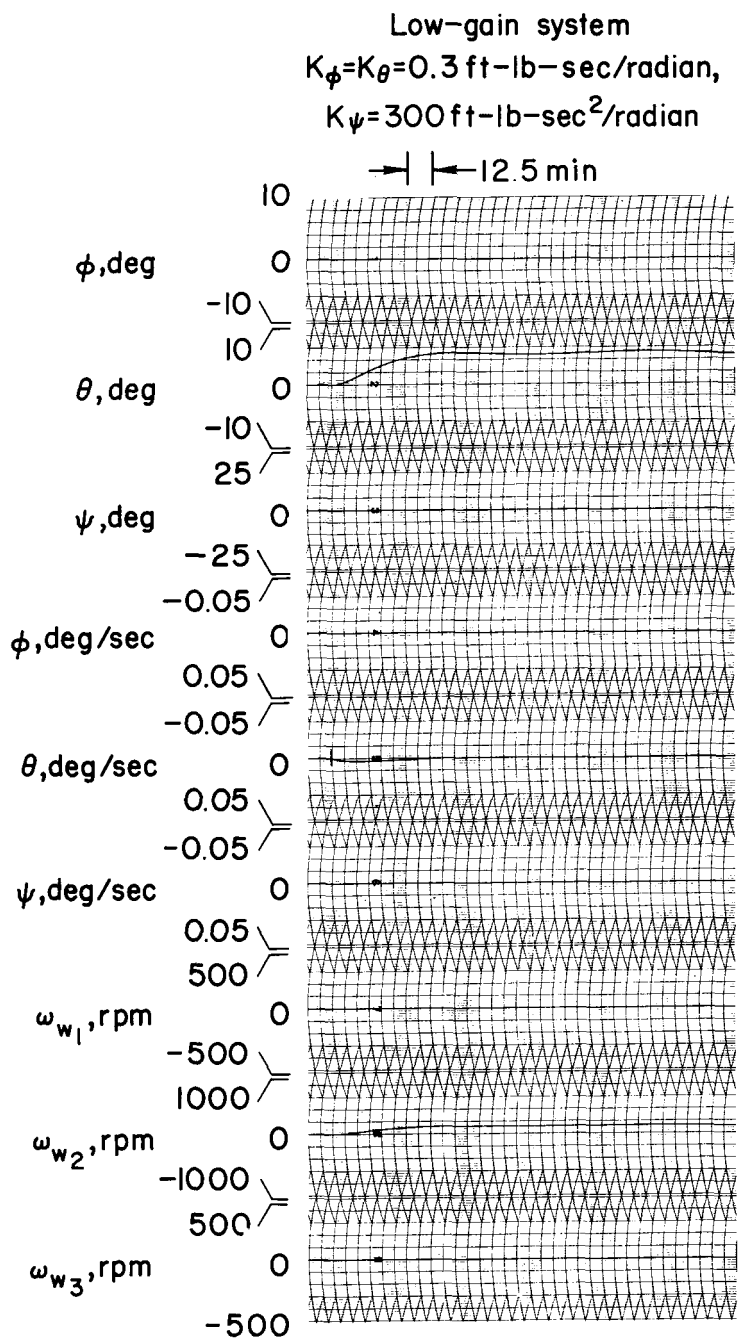 Low-gain system
Kϕ=Kθ=0.3 ft-lb-sec/radian,
Kψ=300 ft-lb-sec²/radian
12.5 min
10
ϕ,deg 0
-10
10
θ,deg 0
-10
25
ψ,deg 0
-25
-0.05
ϕ,deg/sec 0
0.05
-0.05
θ,deg/sec 0
0.05
-0.05
ψ,deg/sec 0
0.05
500
ωw1,rpm 0
-500
1000
ωw2,rpm 0
-1000
500
ωw3,rpm 0
-500